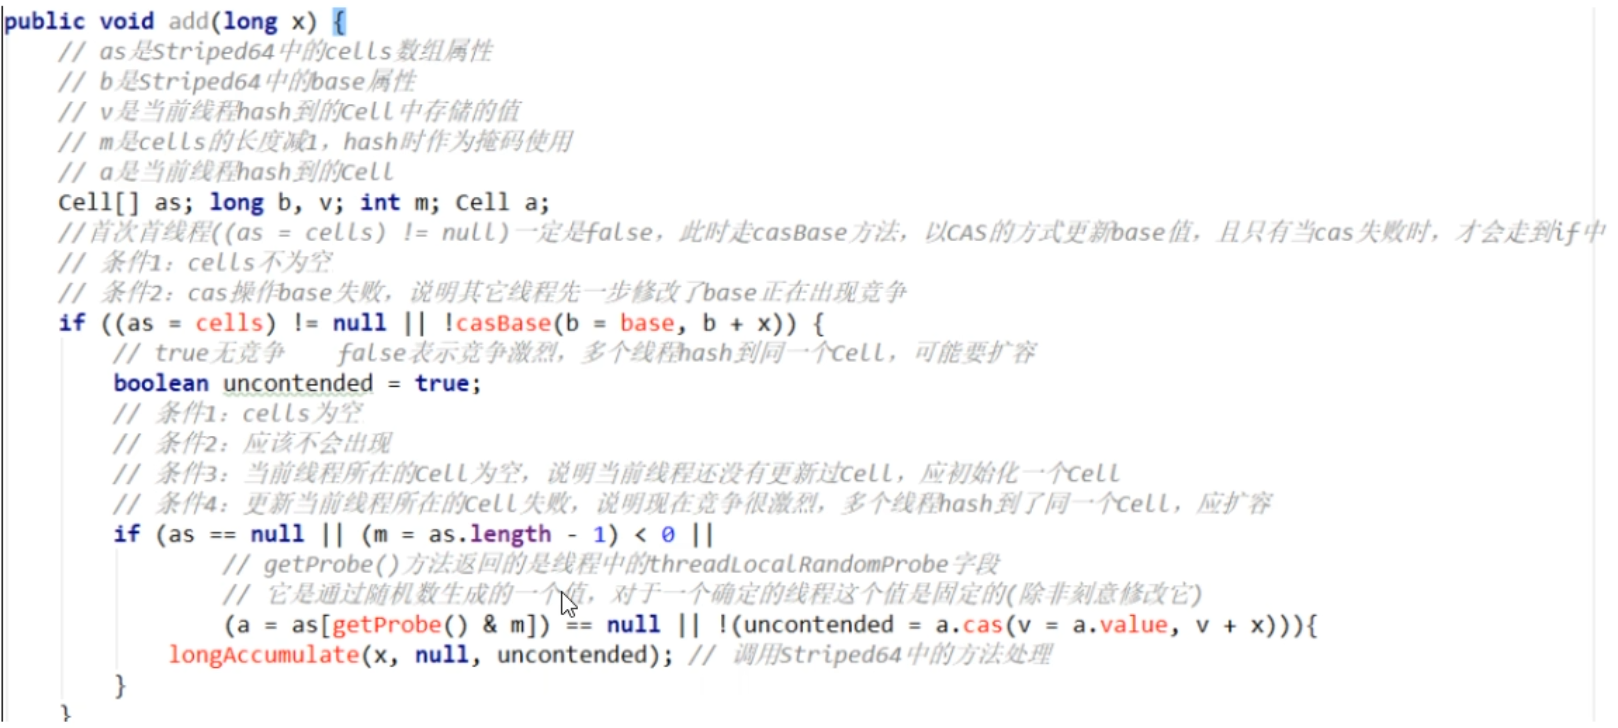 public void add(long x) {
// as是Striped64中的cells数组属性
// b是Striped64中的base属性
// v是当前线程hash到的Cell中存储的值
// m是cells的长度减1，hash时作为掩码使用
// a是当前线程hash到的Cell
Cell[] as; long b, v; int m; Cell a;
//首次首线程((as = cells) != null)一定是false，此时走casBase方法，以CAS的方式更新base值，且只有当cas失败时，才会走到if中
// 条件1：cells不为空
// 条件2：cas操作base失败，说明其它线程先一步修改了base正在出现竞争
if ((as = cells) != null || !casBase(b = base, b + x)) {
// true无竞争 false表示竞争激烈，多个线程hash到同一个Cell，可能要扩容
boolean uncontended = true;
// 条件1：cells为空
// 条件2：应该不会出现
// 条件3：当前线程所在的Cell为空，说明当前线程还没有更新过Cell，应初始化一个Cell
// 条件4：更新当前线程所在的Cell失败，说明现在竞争很激烈，多个线程hash到了同一个Cell，应扩容
if (as == null || (m = as.length - 1) < 0 ||
// getProbe()方法返回的是线程中的threadLocalRandomProbe字段
// 它是通过随机数生成的一个值，对于一个确定的线程这个值是固定的(除非刻意修改它)
(a = as[getProbe() & m]) == null || !(uncontended = a.cas(v = a.value, v + x))){
longAccumulate(x, null, uncontended); // 调用Striped64中的方法处理
}
}